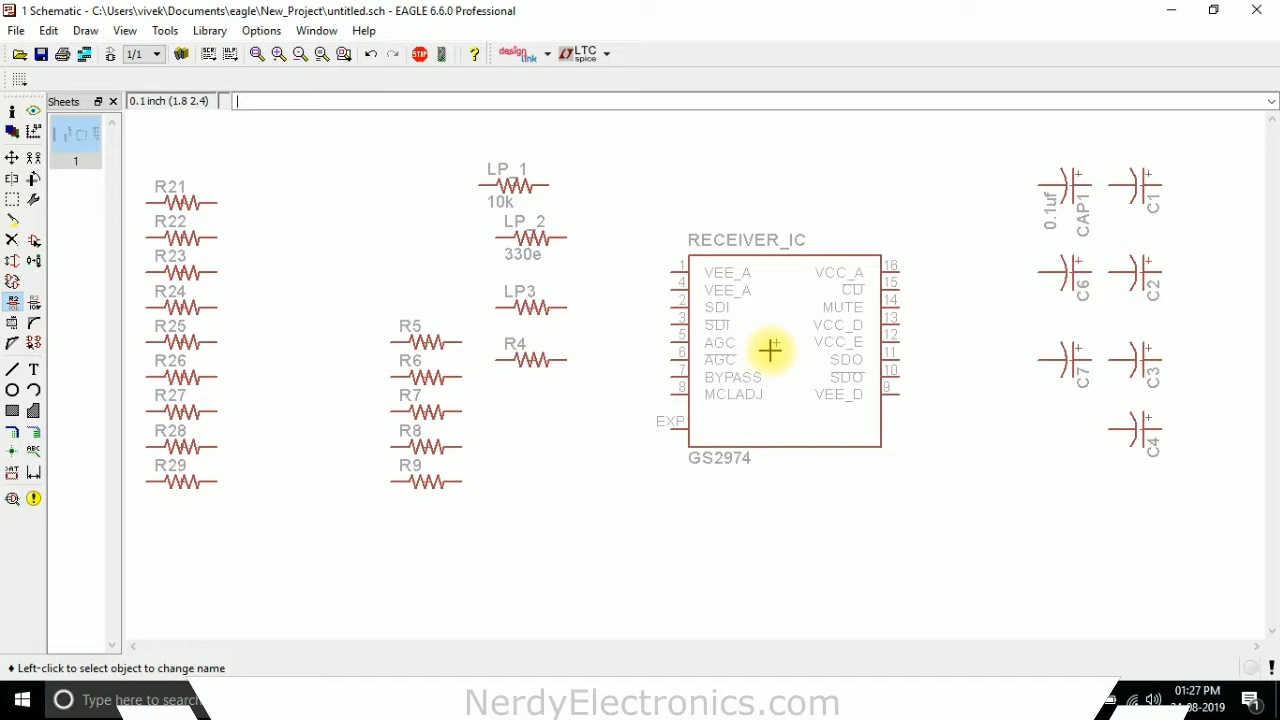 1 Schematic - C:\Users\vivek\Documents\eagle\New_Project\untitled.sch - EAGLE 6.6.0 Professional
File Edit Draw View Tools Library Options Window Help
1/1 SCR ULP STOP ? design link LTC spice
Sheets 0.1 inch (1.8 2.4)
1
LP_1
10k
LP_2
330e
LP3
R4
R21
R22
R23
R24
R25
R26
R27
R28
R29
R5
R6
R7
R8
R9
RECEIVER_IC
1 VEE_A VCC_A 16
4 VEE_A CD 15
2 SDI MUTE 14
3 SDI VCC_D 13
5 AGC VCC_E 12
6 AGC SDO 11
7 BYPASS SDO 10
8 MCLADJ VEE_D 9
EXP
GS2974
0.1uf
CAP1
C1
C6
C2
C7
C3
C4
Left-click to select object to change name
Type here to search
01:27 PM
NerdyElectronics.com